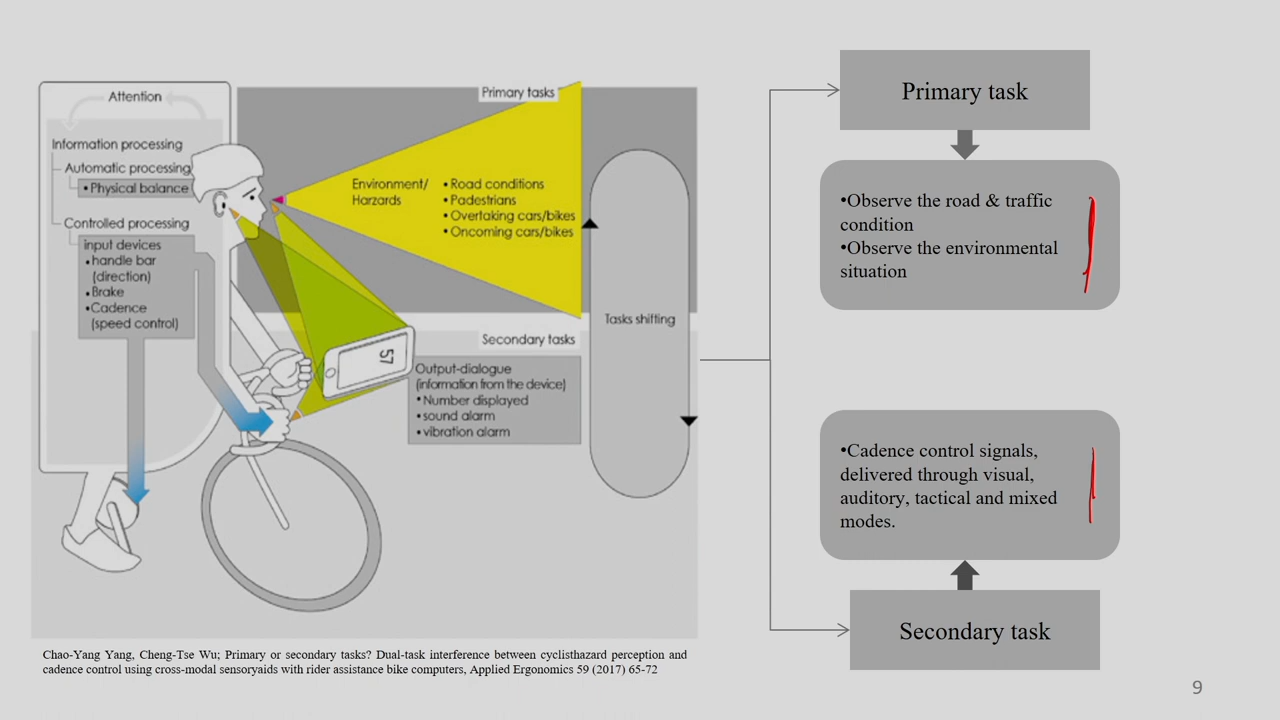 Attention
Information processing
Automatic processing
•Physical balance
Controlled processing
input devices
•handle bar
(direction)
•Brake
•Cadence
(speed control)
Primary tasks
Environment/
Harzards
•Road conditions
•Padestrians
•Overtaking cars/bikes
•Oncoming cars/bikes
Tasks shifting
Secondary tasks
57
Output-dialogue
(information from the device)
•Number displayed
•sound alarm
•vibration alarm
Primary task
•Observe the road & traffic
condition
•Observe the environmental
situation
•Cadence control signals,
delivered through visual,
auditory, tactical and mixed
modes.
Secondary task
Chao-Yang Yang, Cheng-Tse Wu; Primary or secondary tasks? Dual-task interference between cyclisthazard perception and
cadence control using cross-modal sensoryaids with rider assistance bike computers, Applied Ergonomics 59 (2017) 65-72
9